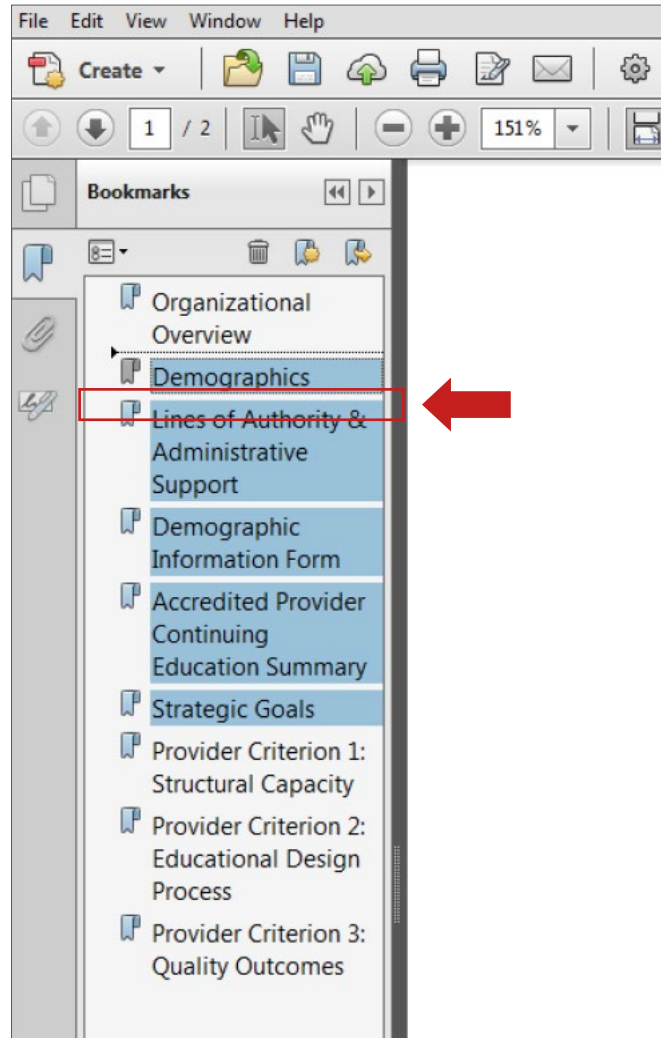 File Edit View Window Help
Create
1 / 2 151%
Bookmarks
Organizational
Overview
Demographics
Lines of Authority &
Administrative
Support
Demographic
Information Form
Accredited Provider
Continuing
Education Summary
Strategic Goals
Provider Criterion 1:
Structural Capacity
Provider Criterion 2:
Educational Design
Process
Provider Criterion 3:
Quality Outcomes